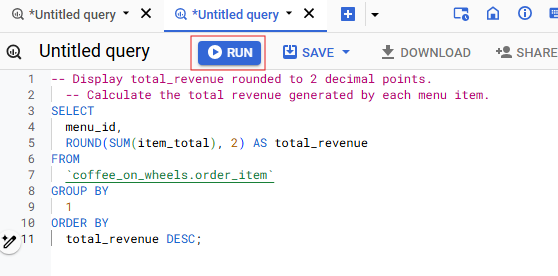 *Untitled query
*Untitled query
Untitled query
RUN
SAVE
DOWNLOAD
SHARE
1 -- Display total_revenue rounded to 2 decimal points.
2 -- Calculate the total revenue generated by each menu item.
3 SELECT
4 menu_id,
5 ROUND(SUM(item_total), 2) AS total_revenue
6 FROM
7 `coffee_on_wheels.order_item`
8 GROUP BY
9 1
10 ORDER BY
11 total_revenue DESC;